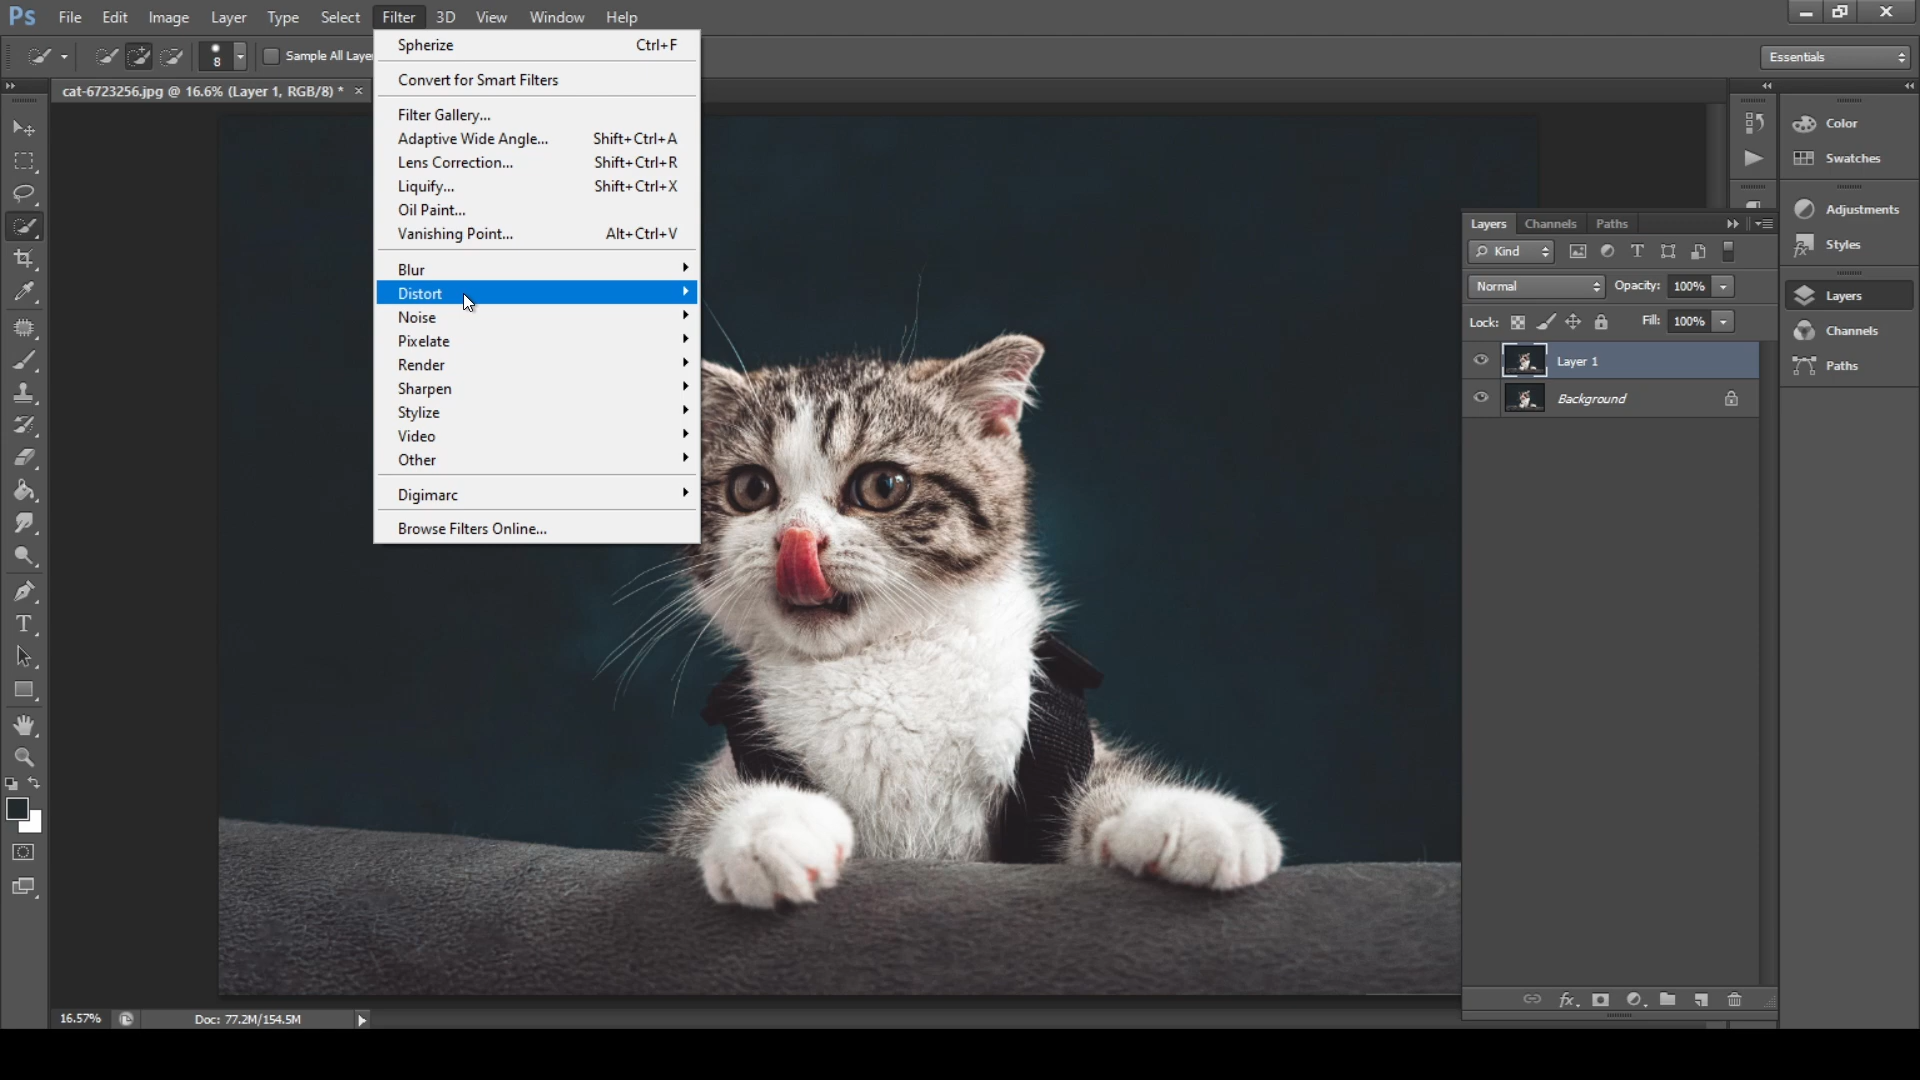 Ps File Edit Image Layer Type Select Filter 3D View Window Help
8 Sample All Laye Essentials
cat-6723256.jpg @ 16.6% (Layer 1, RGB/8) * ×
Spherize Ctrl+F
Convert for Smart Filters
Filter Gallery...
Adaptive Wide Angle... Shift+Ctrl+A
Lens Correction... Shift+Ctrl+R
Liquify... Shift+Ctrl+X
Oil Paint...
Vanishing Point... Alt+Ctrl+V
Blur
Distort
Noise
Pixelate
Render
Sharpen
Stylize
Video
Other
Digimarc
Browse Filters Online...
Color
Swatches
Adjustments
Styles
Layers
Channels
Paths
Layers Channels Paths
Kind
Normal Opacity: 100%
Lock: Fill: 100%
Layer 1
Background
fx
T
16.57% Doc: 77.2M/154.5M